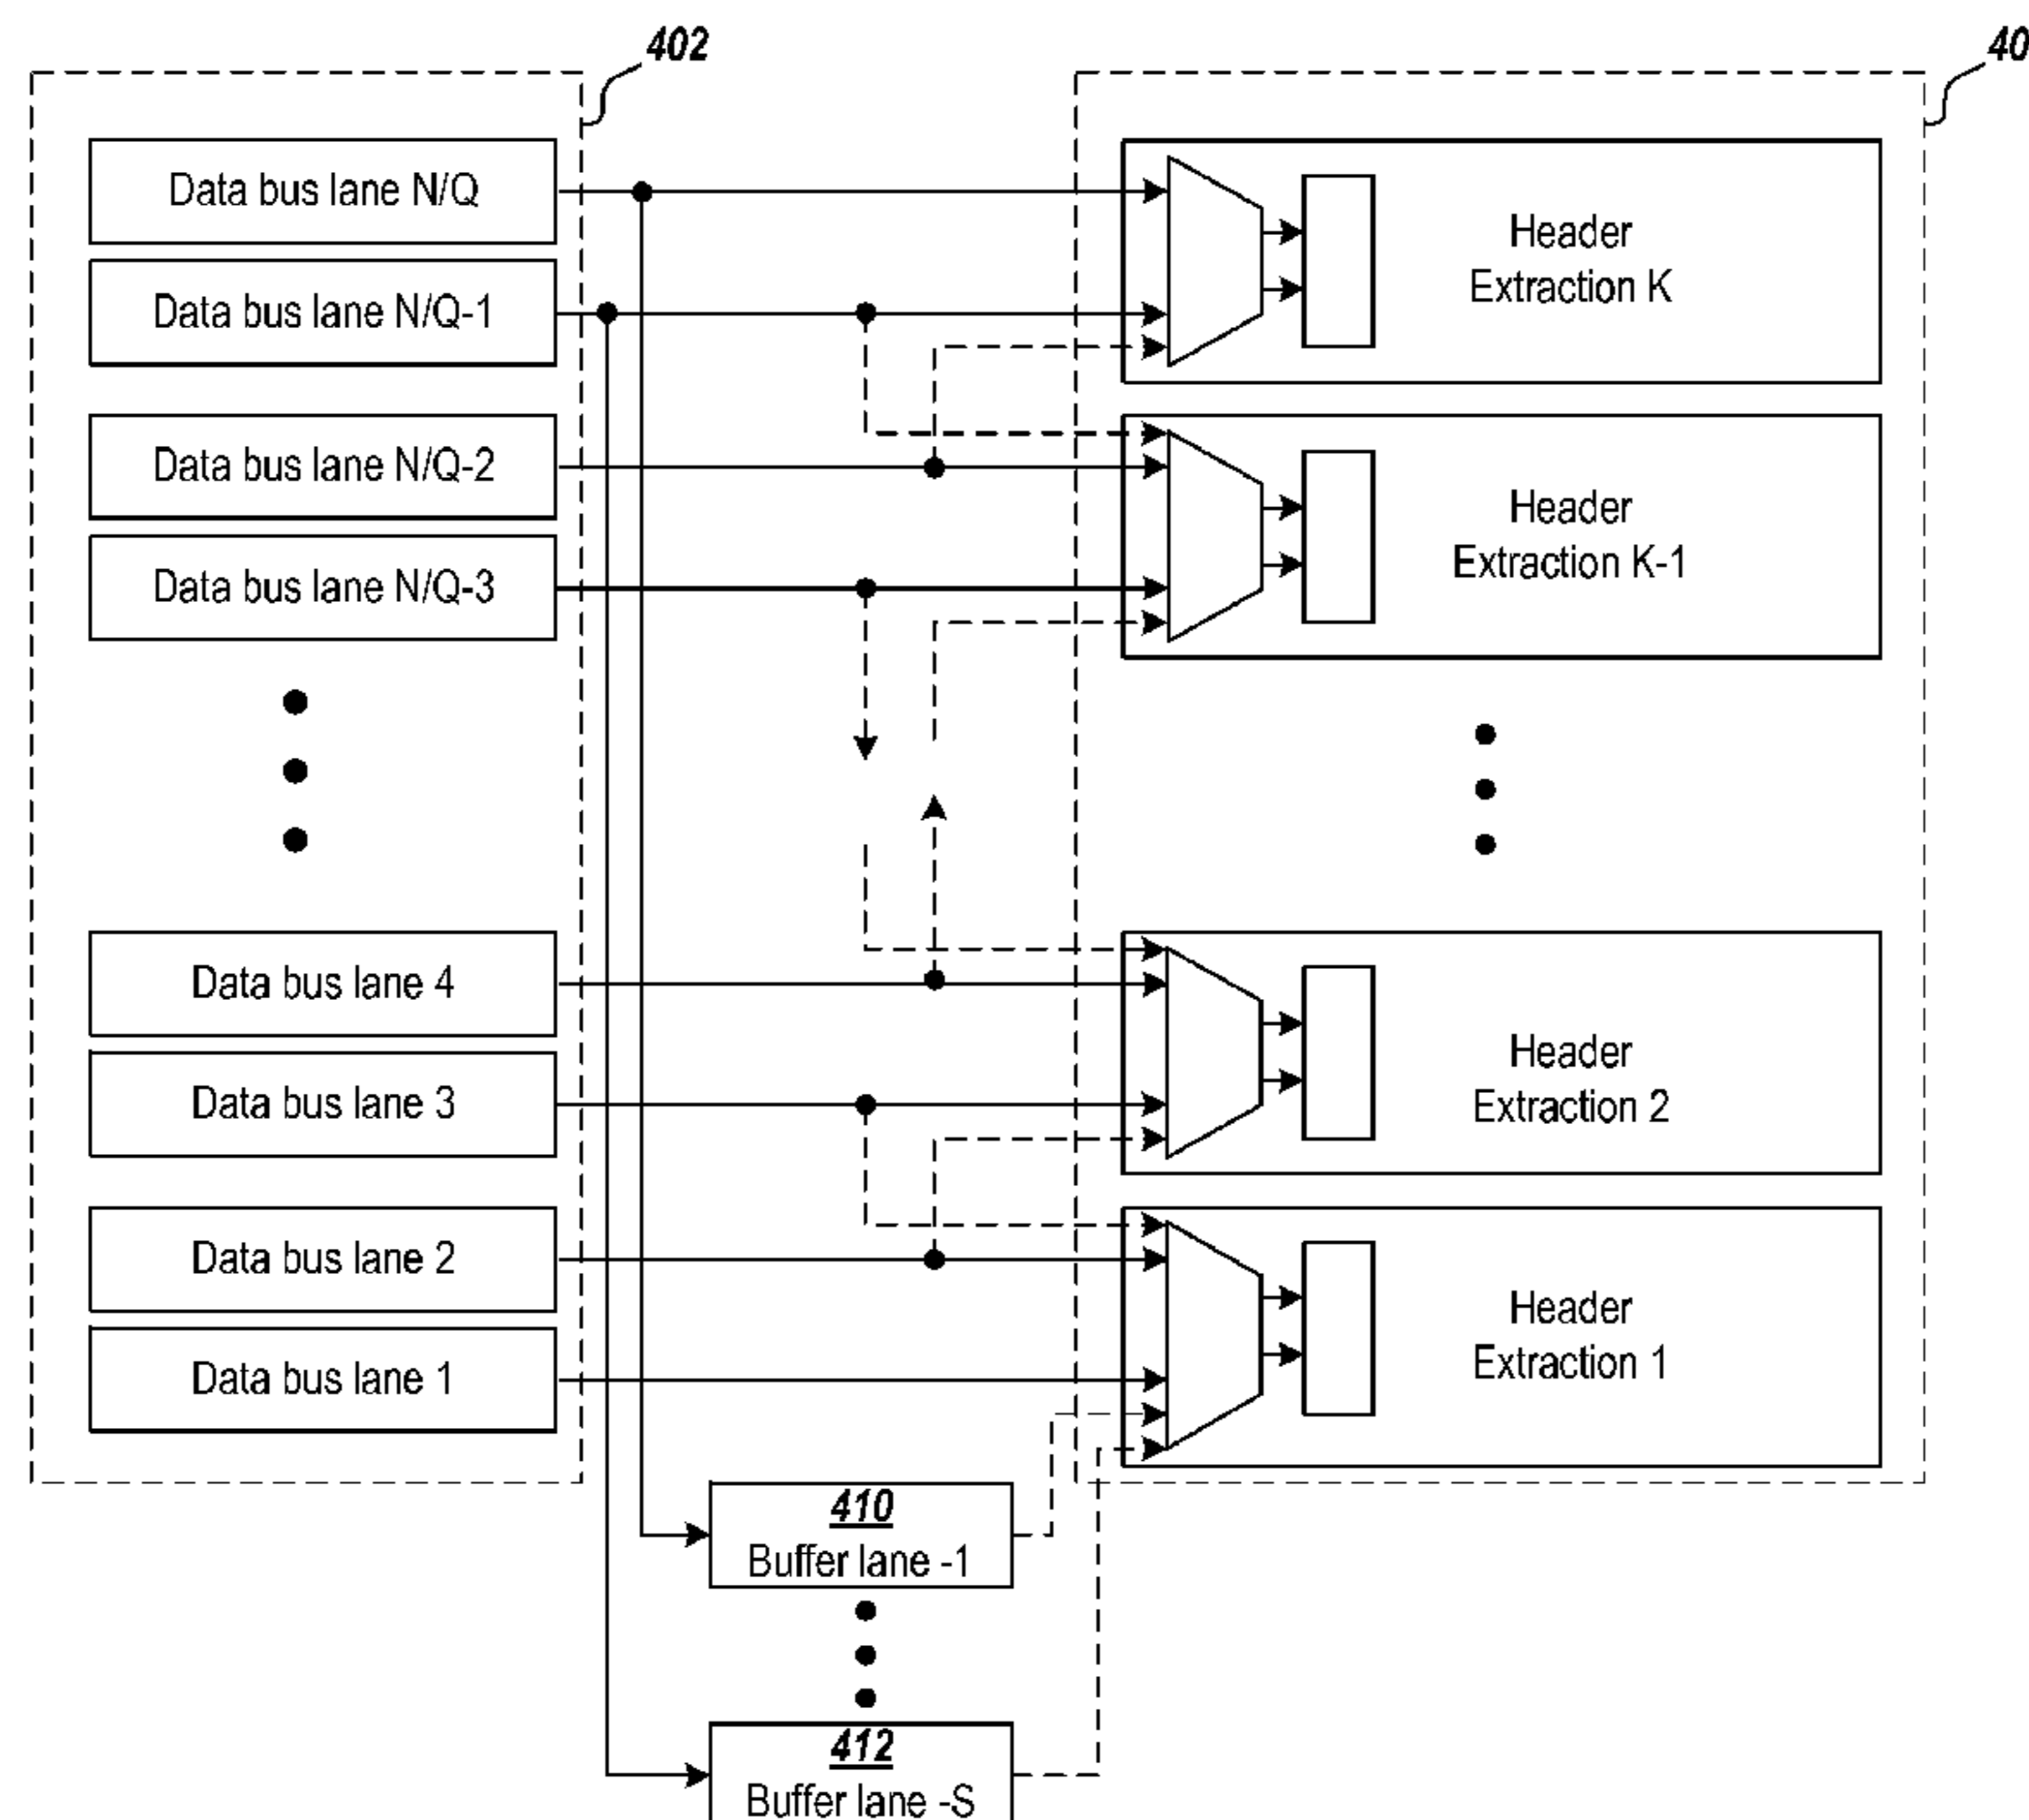 402
40
Data bus lane N/Q
Data bus lane N/Q-1
Data bus lane N/Q-2
Data bus lane N/Q-3
Data bus lane 4
Data bus lane 3
Data bus lane 2
Data bus lane 1
Header
Extraction K
Header
Extraction K-1
Header
Extraction 2
Header
Extraction 1
410
Buffer lane -1
412
Buffer lane -S